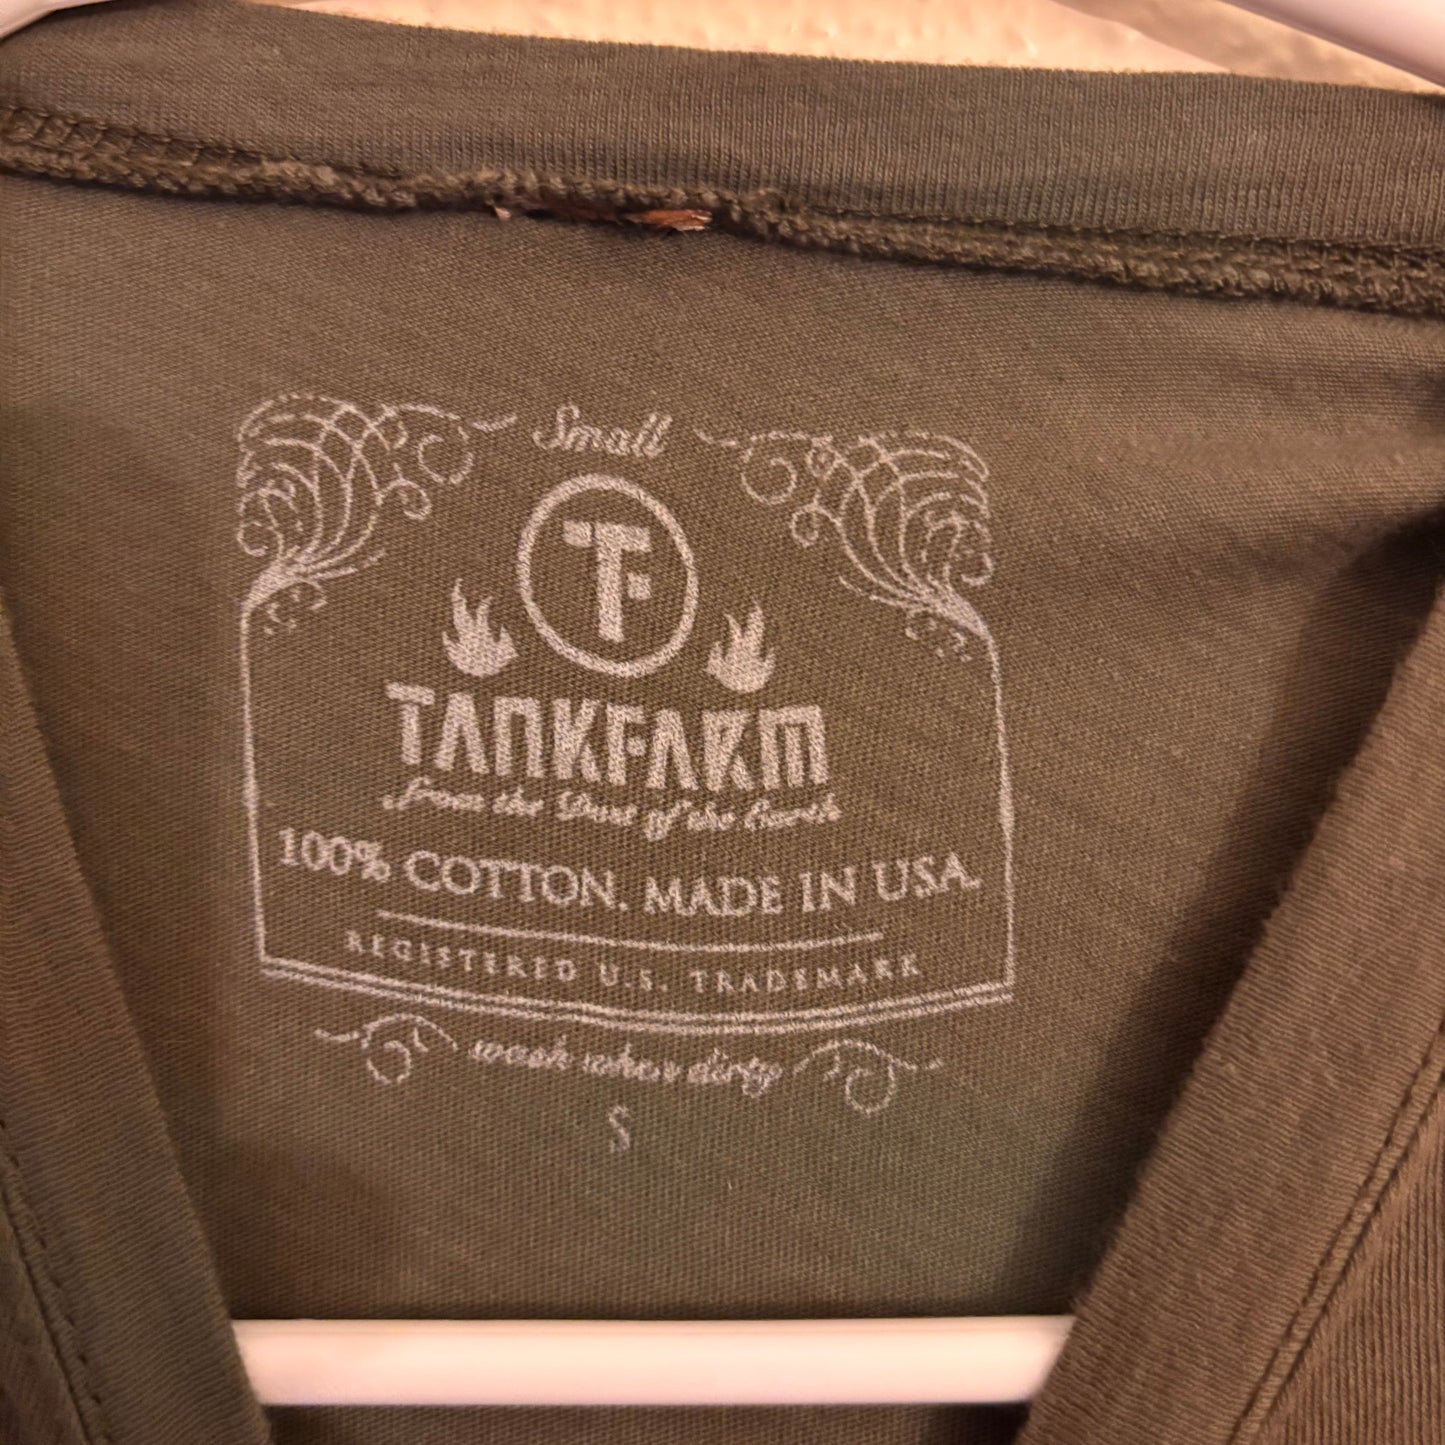 Small
TF
TANKFARM
from the Dust of the Earth
100% COTTON. MADE IN USA.
REGISTERED U.S. TRADEMARK
wash when dirty
S